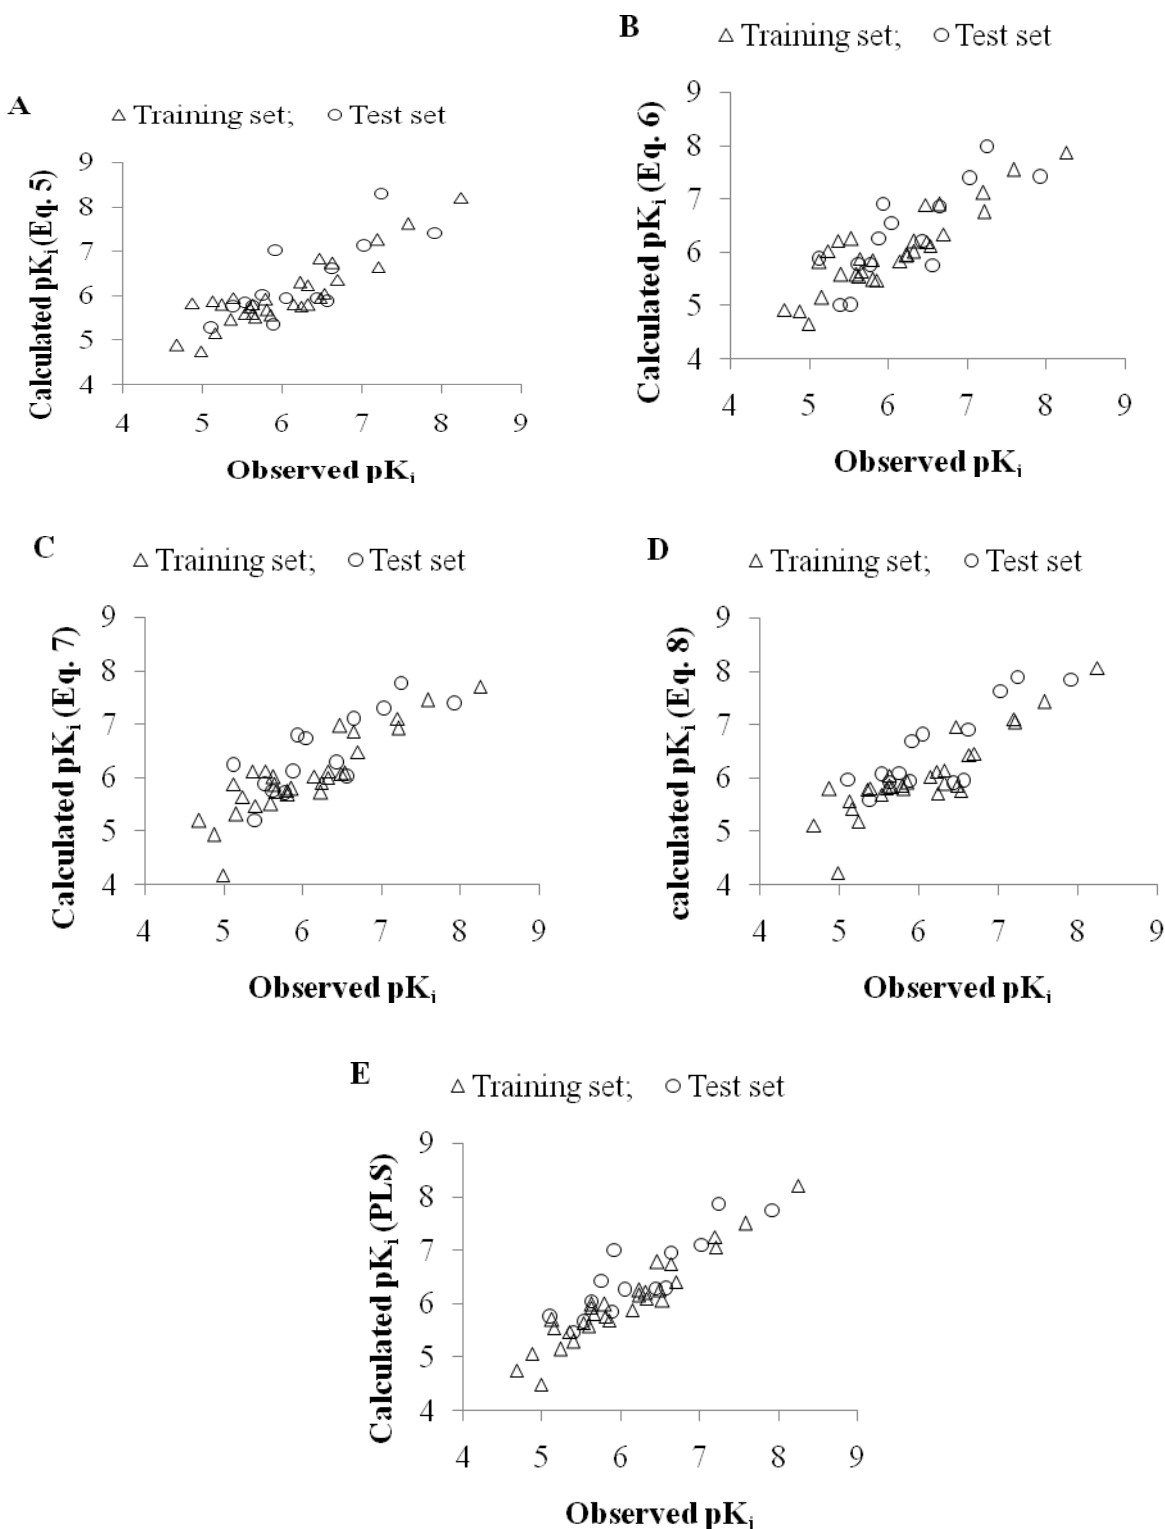 A
△ Training set; ○ Test set
Calculated pKi (Eq. 5)
9
8
7
6
5
4
4 5 6 7 8 9
Observed pKi
B
△ Training set; ○ Test set
Calculated pKi (Eq. 6)
9
8
7
6
5
4
4 5 6 7 8 9
Observed pKi
C
△ Training set; ○ Test set
Calculated pKi (Eq. 7)
9
8
7
6
5
4
4 5 6 7 8 9
Observed pKi
D
△ Training set; ○ Test set
calculated pKi (Eq. 8)
9
8
7
6
5
4
4 5 6 7 8 9
Observed pKi
E
△ Training set; ○ Test set
Calculated pKi (PLS)
9
8
7
6
5
4
4 5 6 7 8 9
Observed pKi